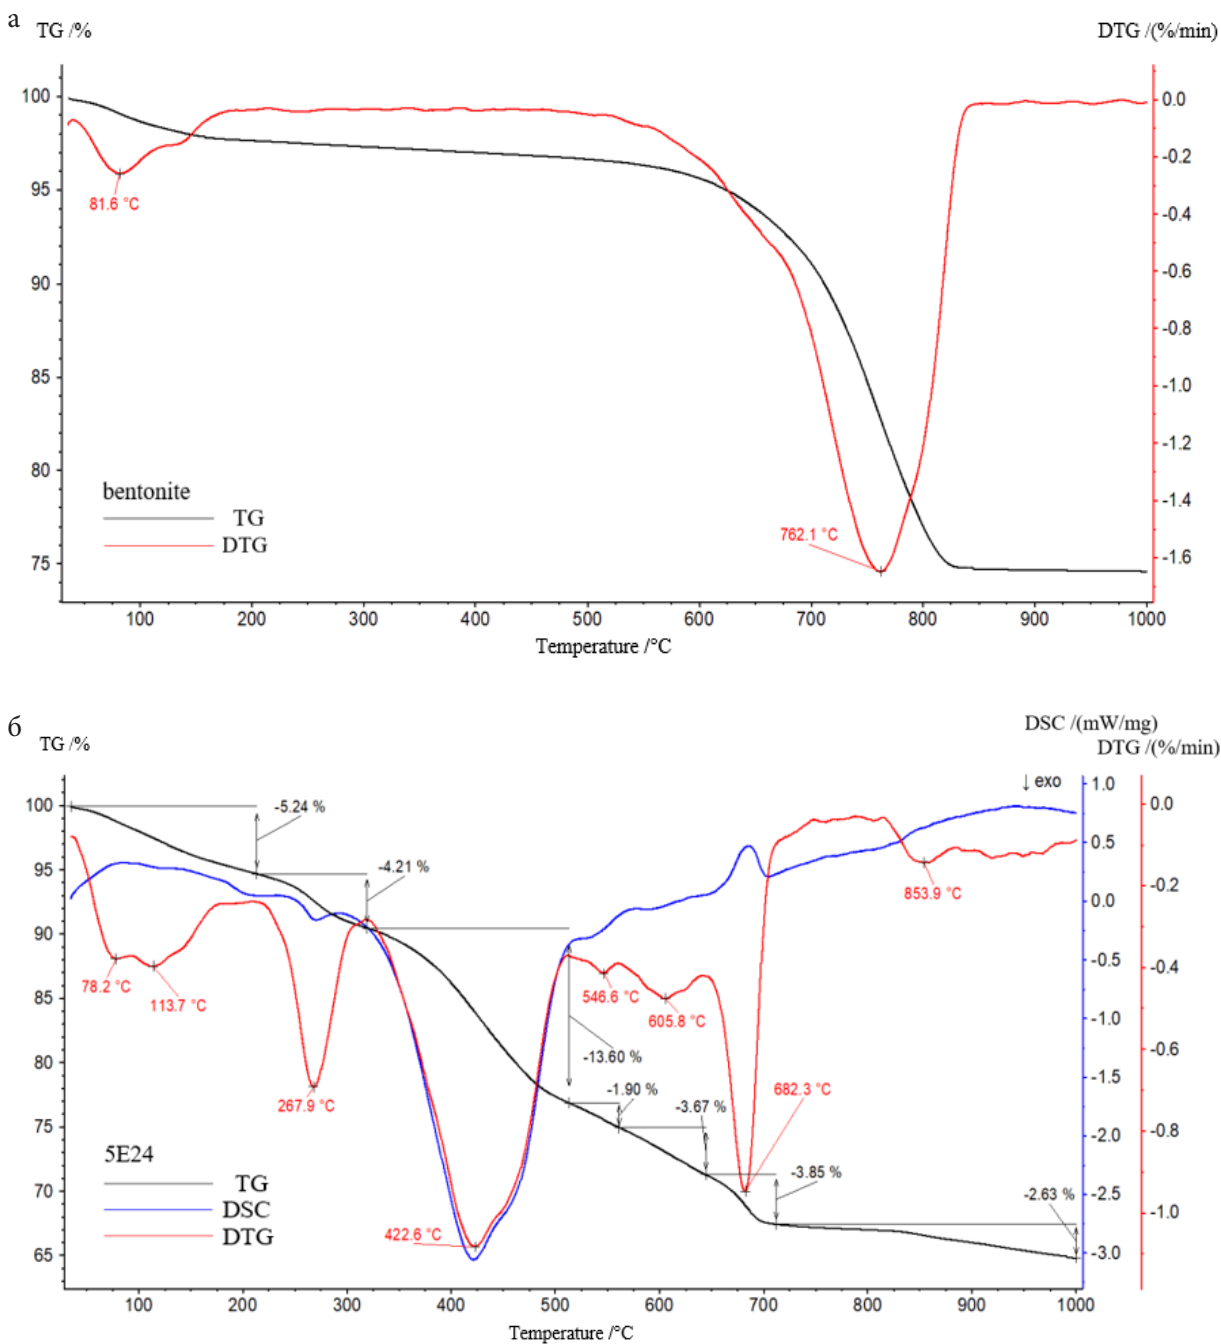 а
TG /%
DTG /(%/min)
100
95
90
85
80
75
0.0
-0.2
-0.4
-0.6
-0.8
-1.0
-1.2
-1.4
-1.6
81.6 °C
762.1 °C
bentonite
TG
DTG
100 200 300 400 500 600 700 800 900 1000
Temperature /°C
б
TG /%
DSC /(mW/mg)
DTG /(%/min)
↓ exo
100
95
90
85
80
75
70
65
1.0
0.5
0.0
-0.5
-1.0
-1.5
-2.0
-2.5
-3.0
0.0
-0.2
-0.4
-0.6
-0.8
-1.0
-5.24 %
-4.21 %
-13.60 %
-1.90 %
-3.67 %
-3.85 %
-2.63 %
78.2 °C
113.7 °C
267.9 °C
422.6 °C
546.6 °C
605.8 °C
682.3 °C
853.9 °C
5E24
TG
DSC
DTG
100 200 300 400 500 600 700 800 900 1000
Temperature /°C